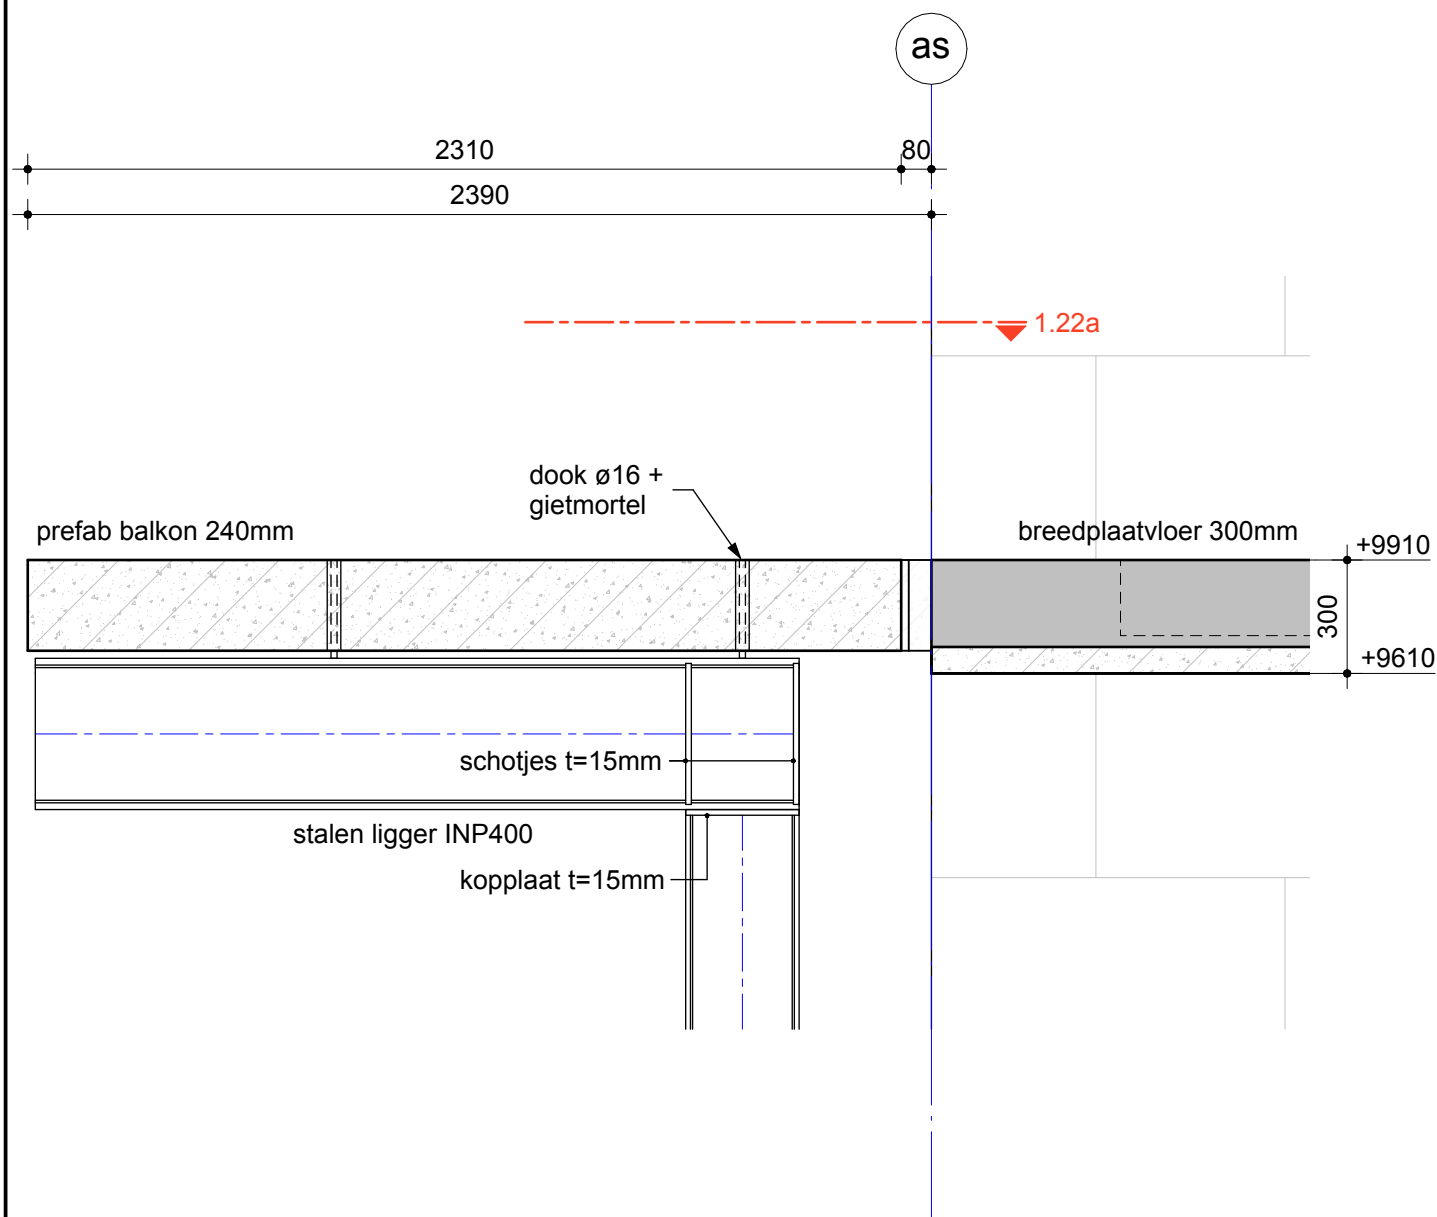 as
2310
80
2390
1.22a
dook ø16 +
gietmortel
prefab balkon 240mm
breedplaatvloer 300mm
+9910
300
+9610
schotjes t=15mm
stalen ligger INP400
kopplaat t=15mm